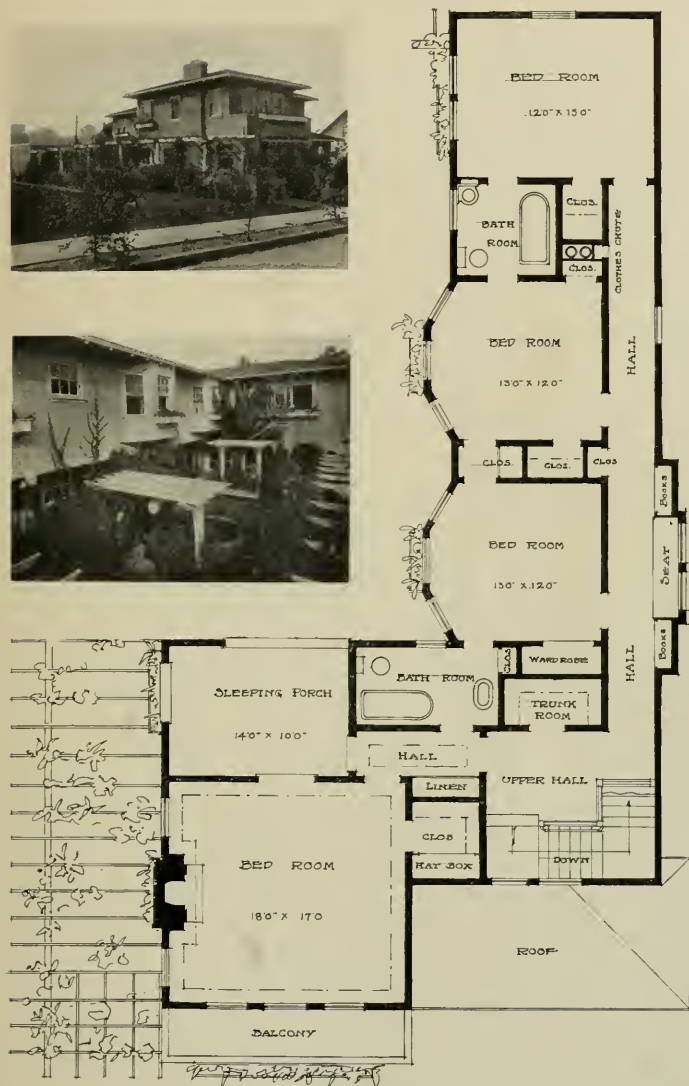 BED ROOM
12'0" X 15'0"
CLOS.
BATH
ROOM
CLOS.
CLOTHES CHUTE
HALL
BED ROOM
13'0" X 12'0"
CLOS.
CLOS.
CLOS
BOOKS
SEAT
BOOKS
BED ROOM
13'0" X 12'0"
HALL
CLOS
WARDROBE
BATH ROOM
TRUNK
ROOM
SLEEPING PORCH
14'0" X 10'0"
HALL
LINEN
UPPER HALL
CLOS
HAT BOX
DOWN
BED ROOM
18'0" X 17'0
ROOF
BALCONY